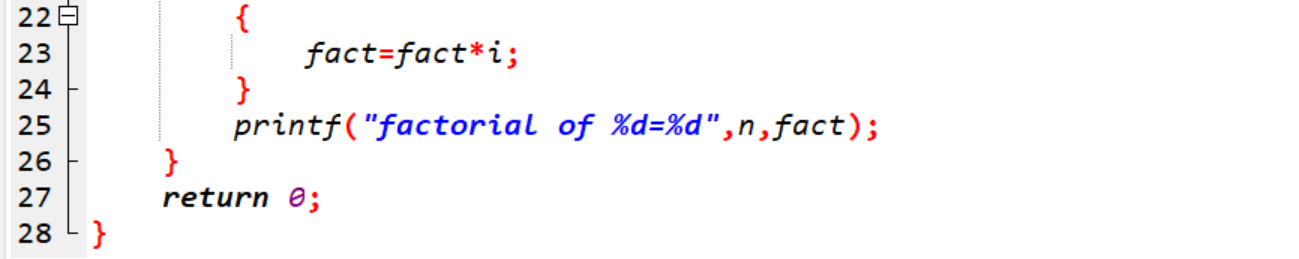 22 {
23 fact=fact*i;
24 }
25 printf("factorial of %d=%d",n,fact);
26 }
27 return 0;
28 }